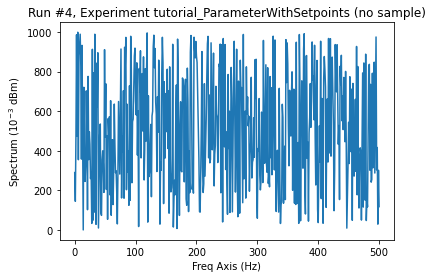 Run #4, Experiment tutorial_ParameterWithSetpoints (no sample)
1000
800
600
400
200
0
Spectrum (10⁻³ dBm)
0 100 200 300 400 500
Freq Axis (Hz)